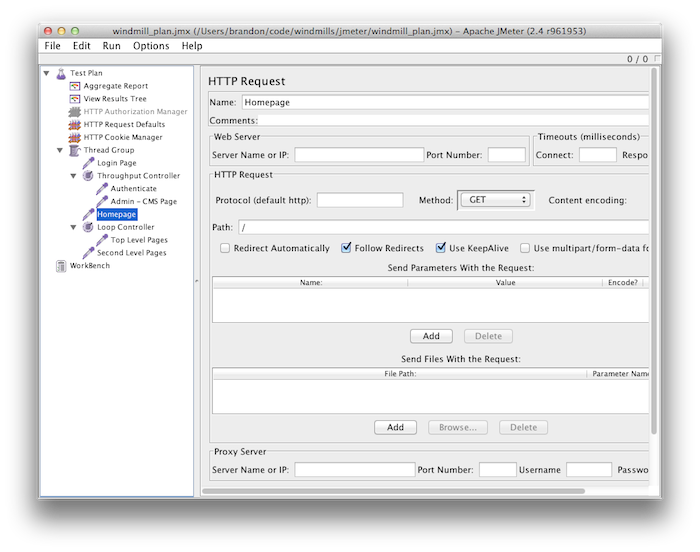 windmill_plan.jmx (/Users/brandon/code/windmills/jmeter/windmill_plan.jmx) – Apache JMeter (2.4 r961953)
File Edit Run Options Help
0 / 0
Test Plan
Aggregate Report
View Results Tree
HTTP Authorization Manager
HTTP Request Defaults
HTTP Cookie Manager
Thread Group
Login Page
Throughput Controller
Authenticate
Admin – CMS Page
Homepage
Loop Controller
Top Level Pages
Second Level Pages
WorkBench
HTTP Request
Name: Homepage
Comments:
Web Server Timeouts (milliseconds)
Server Name or IP: Port Number: Connect: Respo
HTTP Request
Protocol (default http): Method: GET Content encoding:
Path: /
Redirect Automatically Follow Redirects Use KeepAlive Use multipart/form-data fo
Send Parameters With the Request:
Name: Value Encode?
Add Delete
Send Files With the Request:
File Path: Parameter Nam
Add Browse... Delete
Proxy Server
Server Name or IP: Port Number: Username Passwo